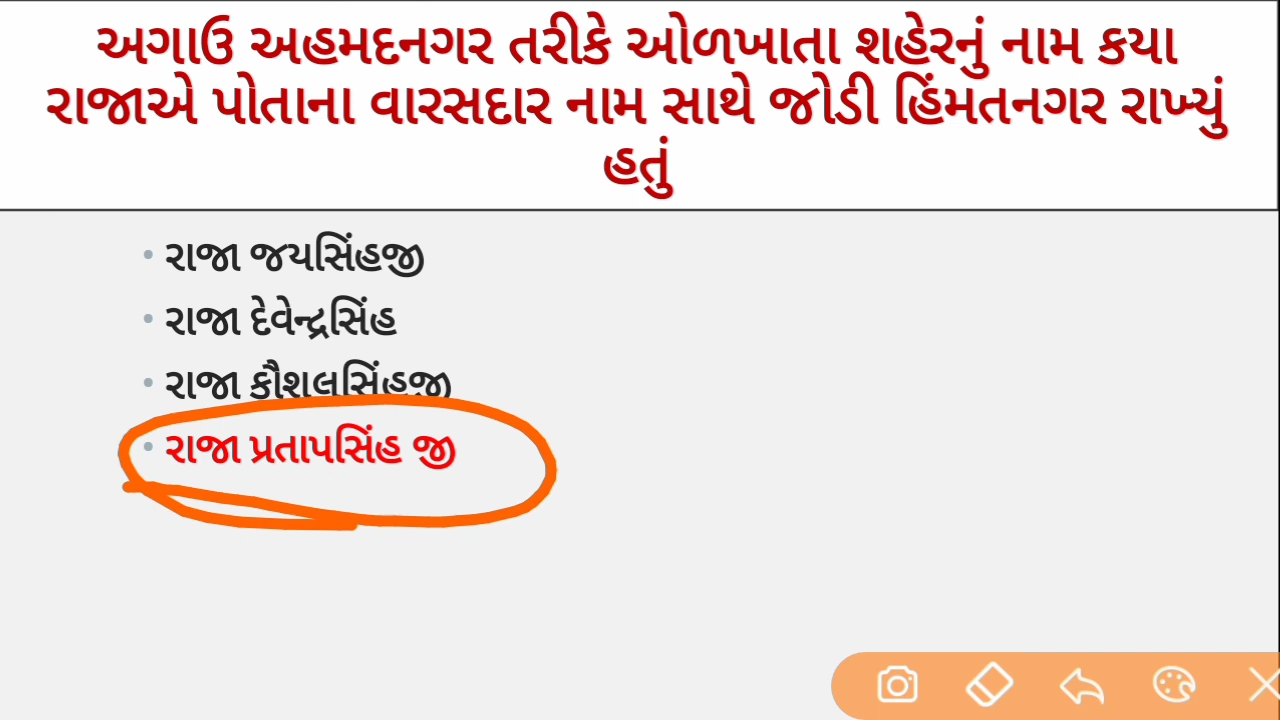 અગાઉ અહમદનગર તરીકે ઓળખાતા શહેરનું નામ કયા
રાજાએ પોતાના વારસદાર નામ સાથે જોડી હિંમતનગર રાખ્યું
હતું
• રાજા જયસિંહજી
• રાજા દેવેન્દ્રસિંહ
• રાજા કૌશલસિંહજી
• રાજા પ્રતાપસિંહ જી